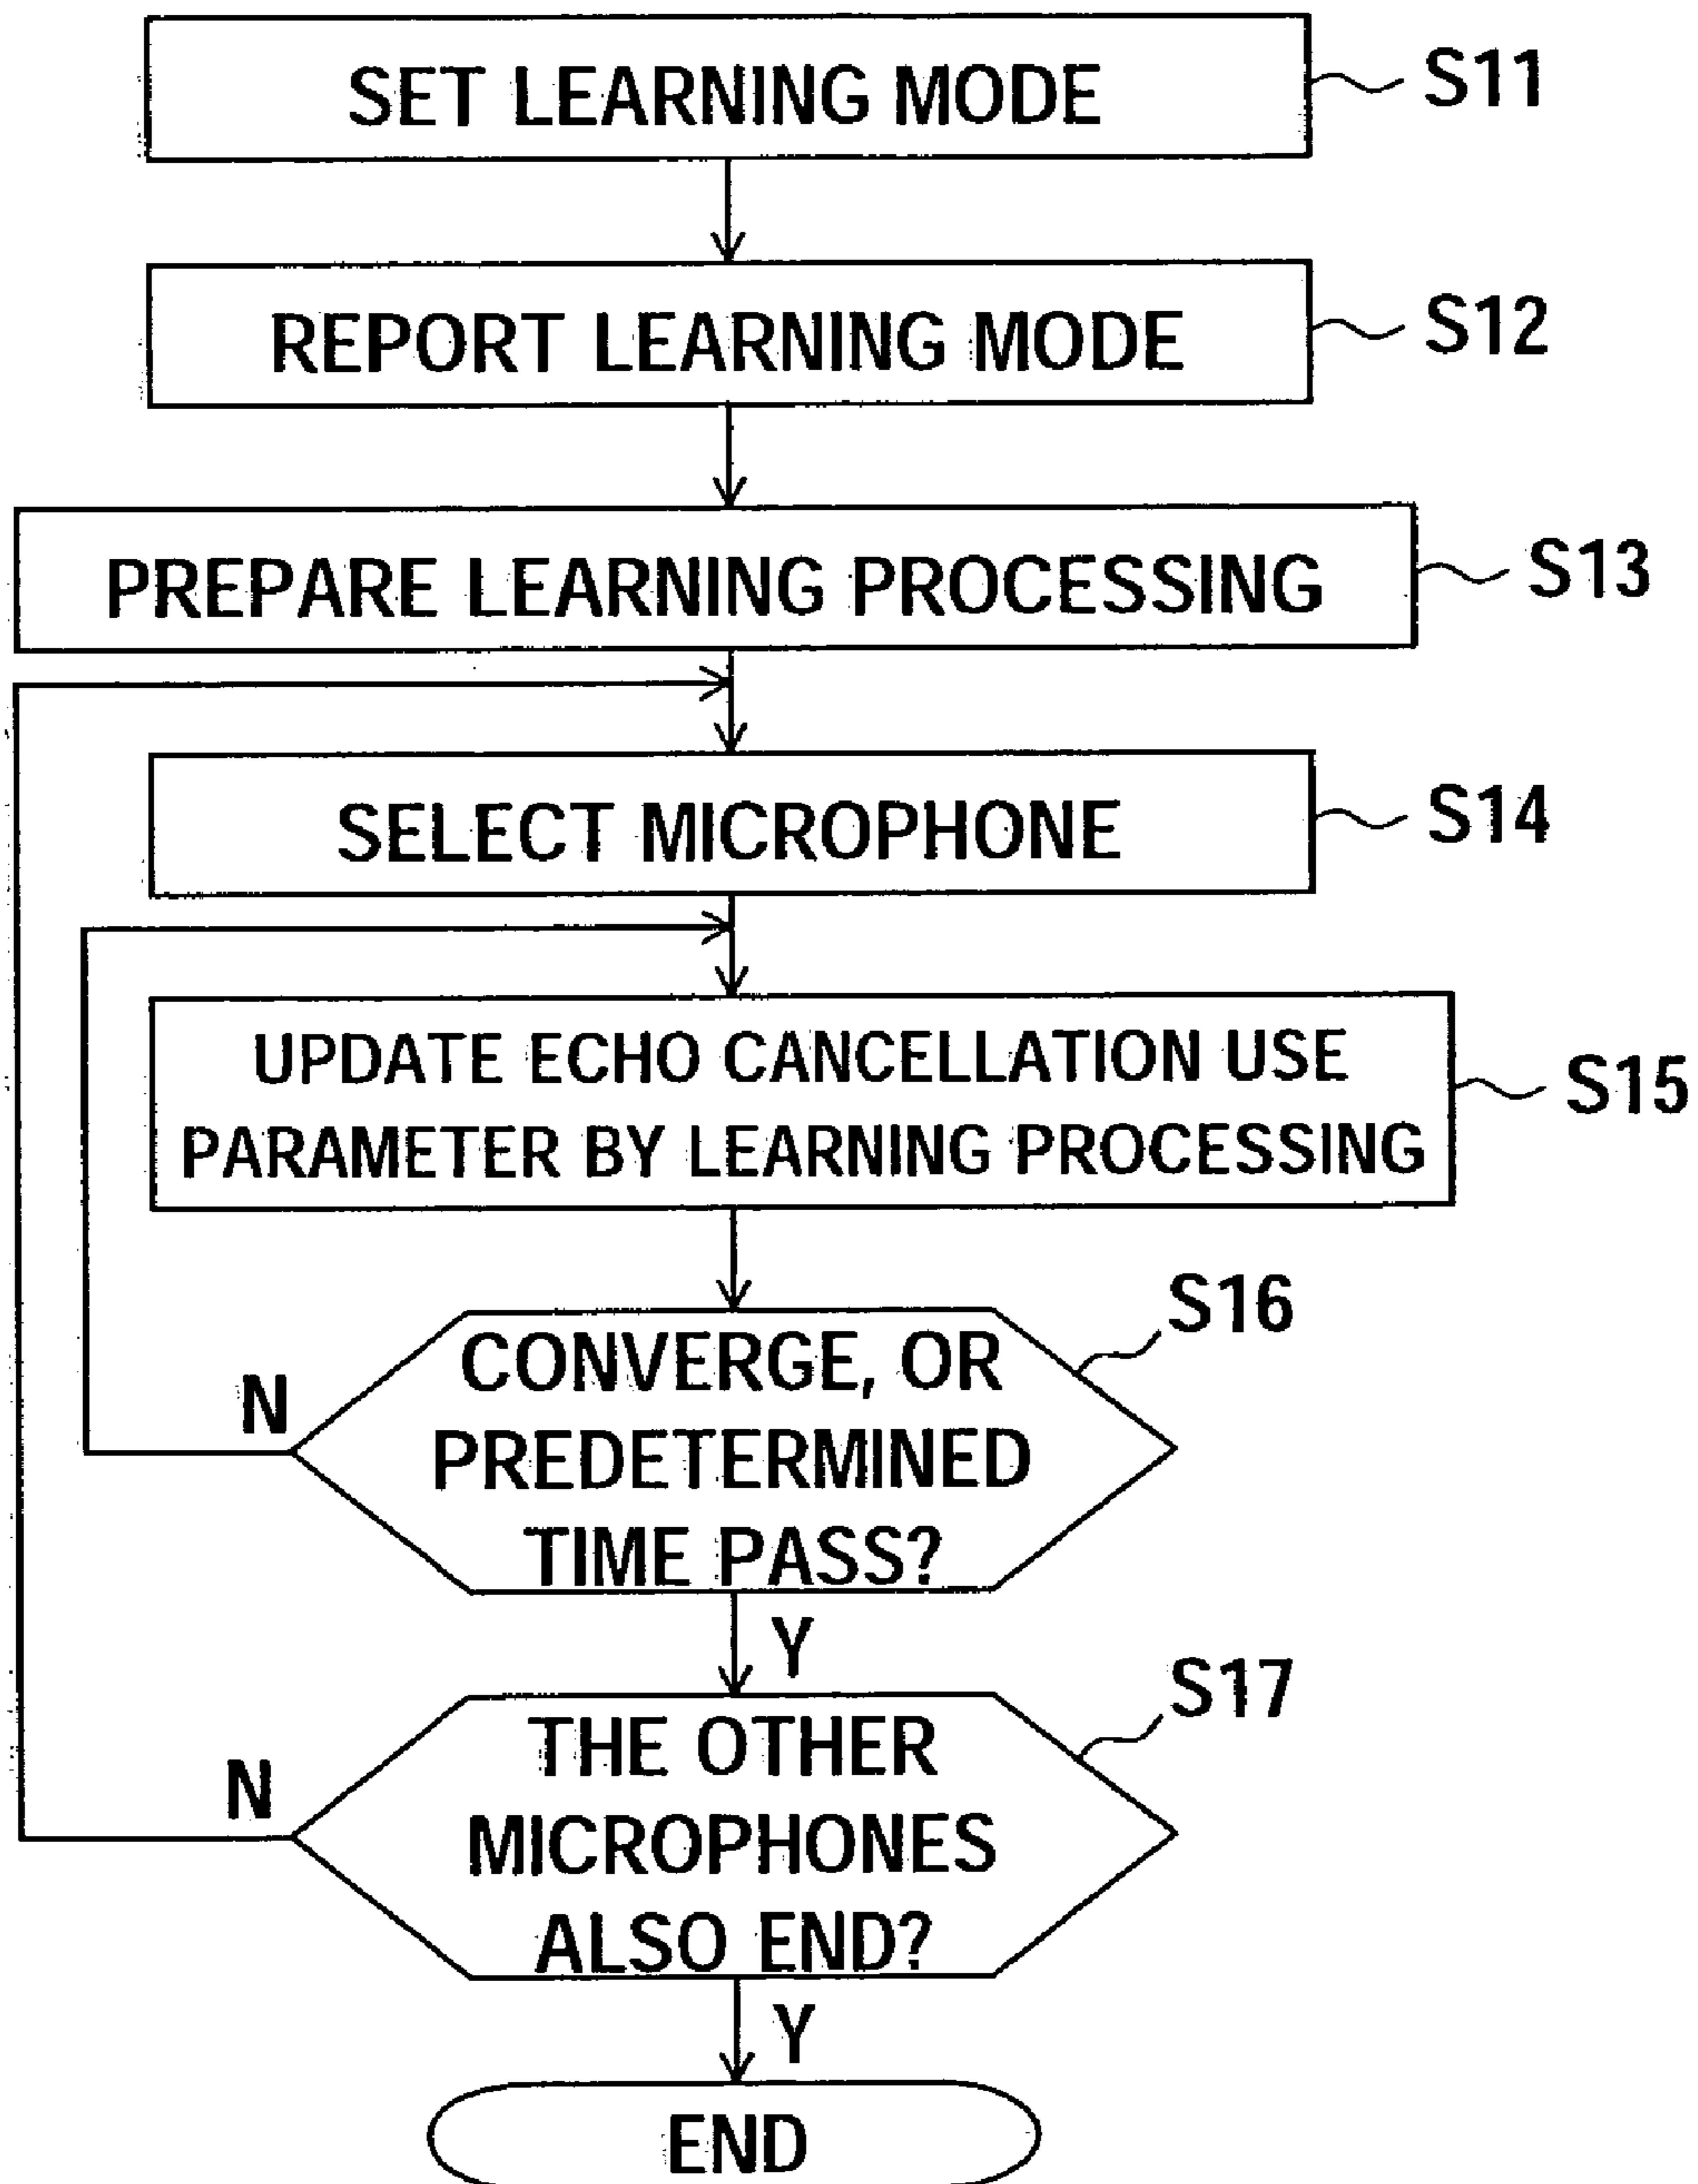 SET LEARNING MODE
S11
REPORT LEARNING MODE
S12
PREPARE LEARNING PROCESSING
S13
SELECT MICROPHONE
S14
UPDATE ECHO CANCELLATION USE
PARAMETER BY LEARNING PROCESSING
S15
S16
CONVERGE, OR
PREDETERMINED
TIME PASS?
N
Y
S17
THE OTHER
MICROPHONES
ALSO END?
N
Y
END